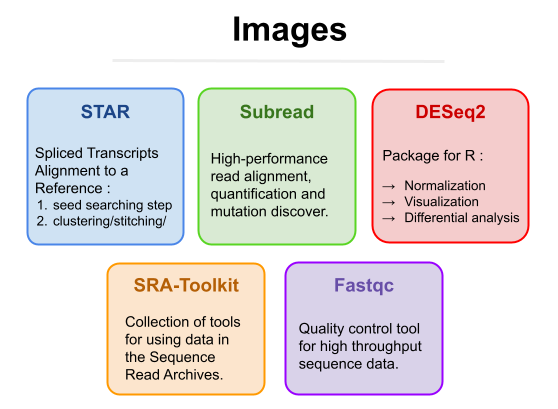 Images
STAR
Spliced Transcripts
Alignment to a
Reference :
1. seed searching step
2. clustering/stitching/
Subread
High-performance
read alignment,
quantification and
mutation discover.
DESeq2
Package for R :
→ Normalization
→ Visualization
→ Differential analysis
SRA-Toolkit
Collection of tools
for using data in
the Sequence
Read Archives.
Fastqc
Quality control tool
for high throughput
sequence data.